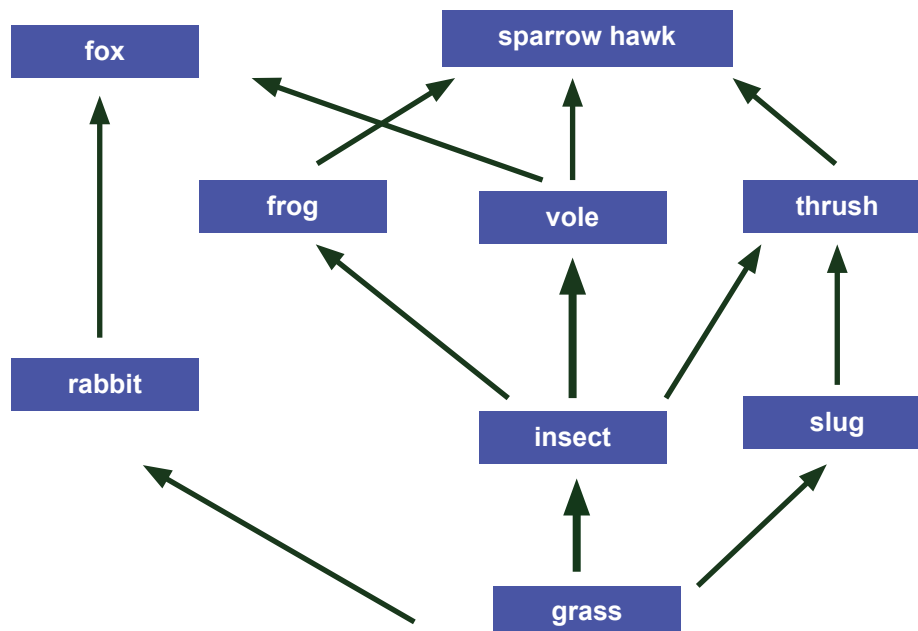 fox
sparrow hawk
frog
vole
thrush
rabbit
insect
slug
grass